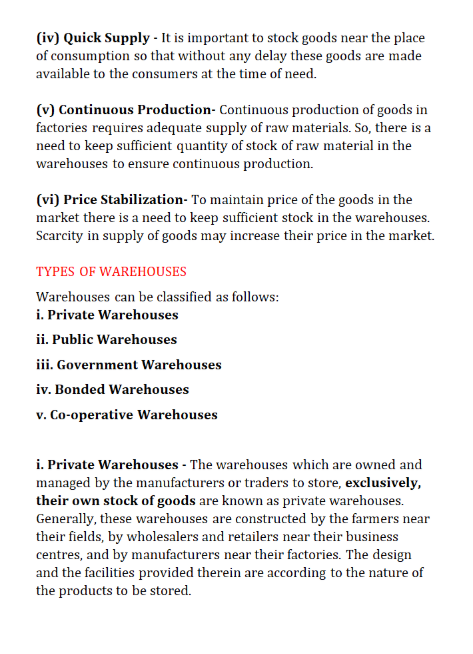 (iv) Quick Supply - It is important to stock goods near the place
of consumption so that without any delay these goods are made
available to the consumers at the time of need.
(v) Continuous Production- Continuous production of goods in
factories requires adequate supply of raw materials. So, there is a
need to keep sufficient quantity of stock of raw material in the
warehouses to ensure continuous production.
(vi) Price Stabilization- To maintain price of the goods in the
market there is a need to keep sufficient stock in the warehouses.
Scarcity in supply of goods may increase their price in the market.
TYPES OF WAREHOUSES
Warehouses can be classified as follows:
i. Private Warehouses
ii. Public Warehouses
iii. Government Warehouses
iv. Bonded Warehouses
v. Co-operative Warehouses
i. Private Warehouses - The warehouses which are owned and
managed by the manufacturers or traders to store, exclusively,
their own stock of goods are known as private warehouses.
Generally, these warehouses are constructed by the farmers near
their fields, by wholesalers and retailers near their business
centres, and by manufacturers near their factories. The design
and the facilities provided therein are according to the nature of
the products to be stored.